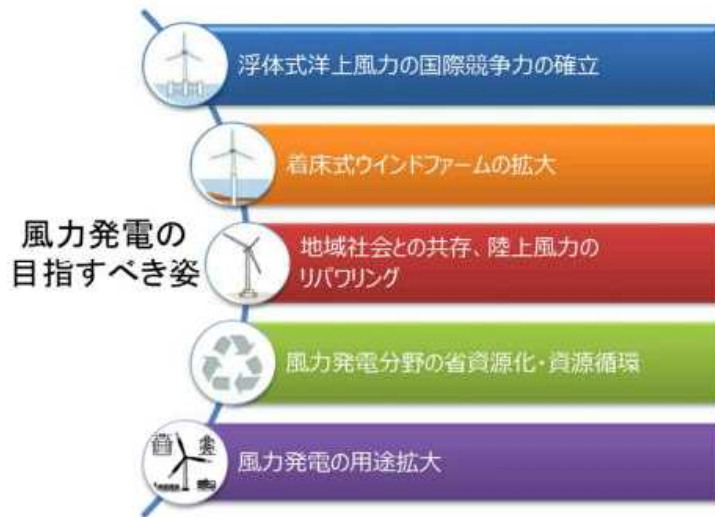 浮体式洋上風力の国際競争力の確立
着床式ウインドファームの拡大
風力発電の
目指すべき姿
地域社会との共存、陸上風力の
リパワリング
風力発電分野の省資源化・資源循環
風力発電の用途拡大